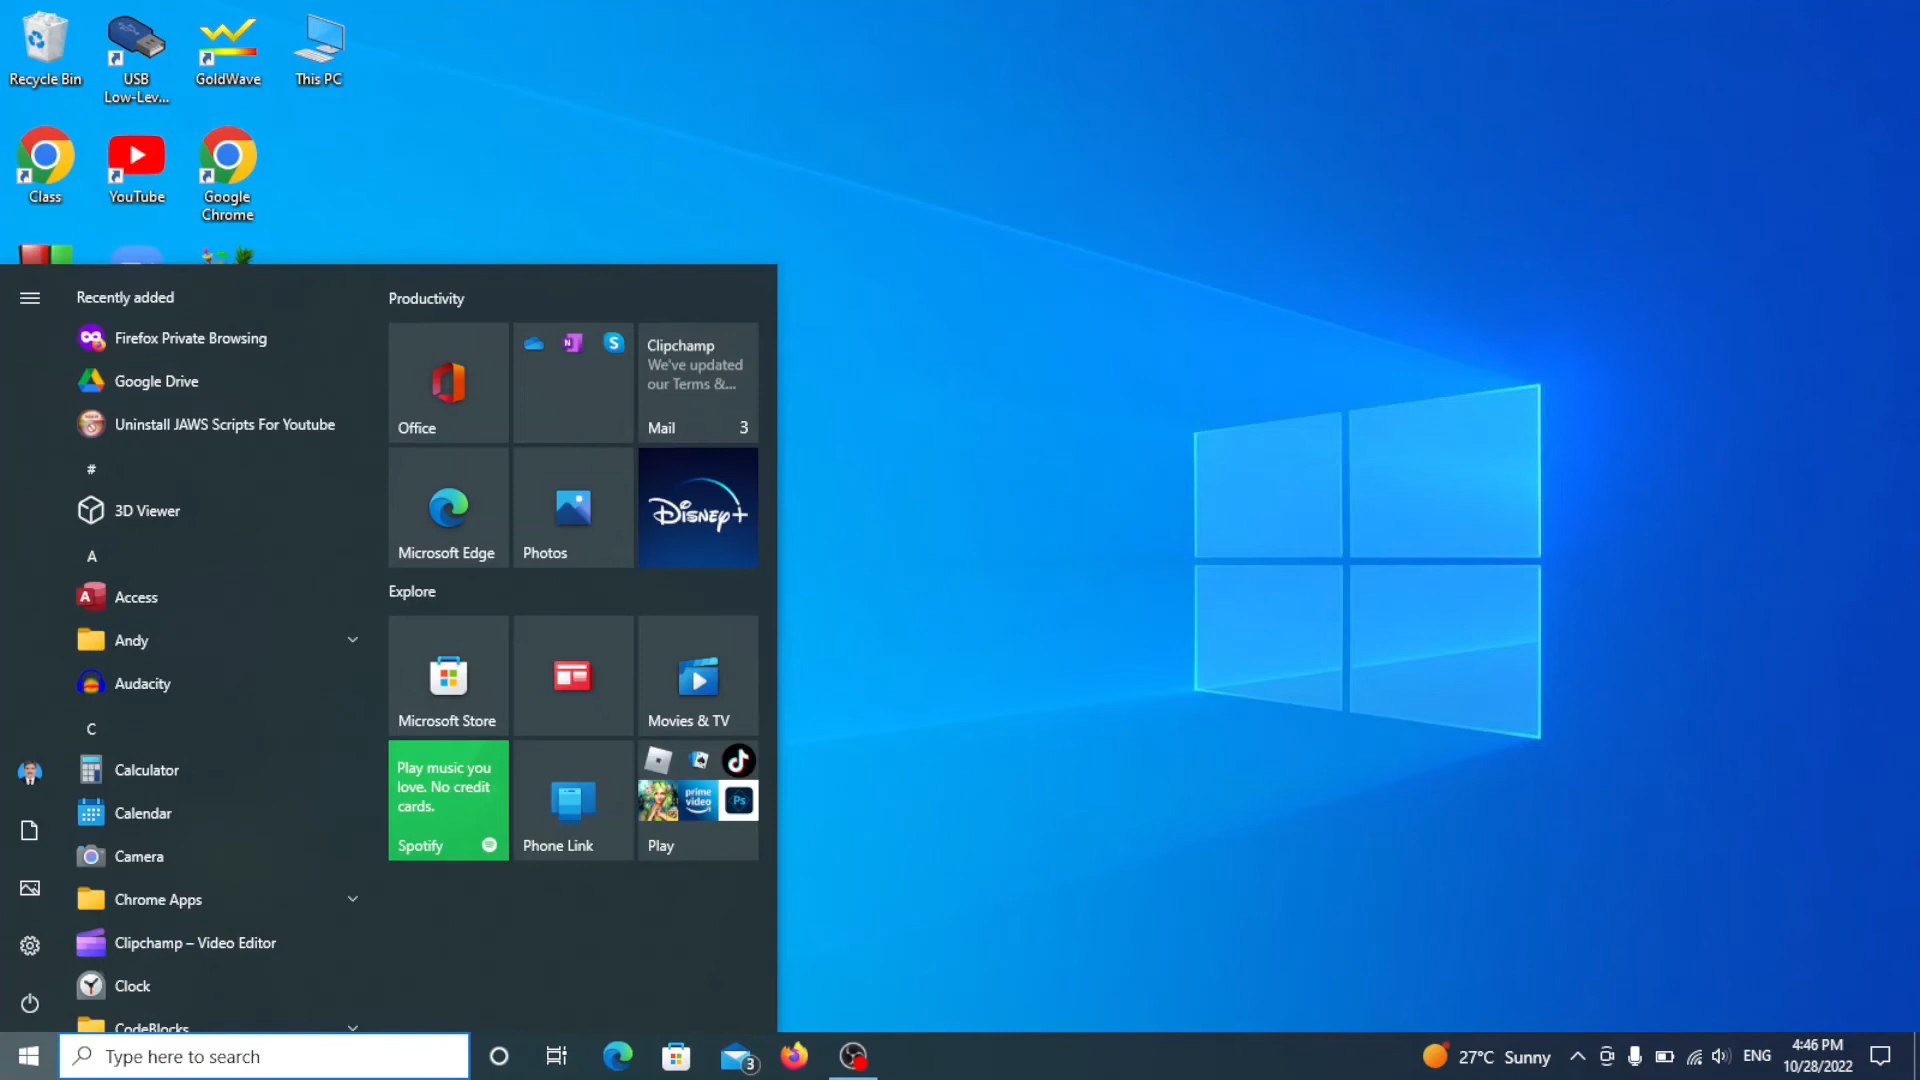 Recycle Bin
USB
Low-Lev...
GoldWave
This PC
Class
YouTube
Google
Chrome
Recently added
Firefox Private Browsing
Google Drive
Uninstall JAWS Scripts For Youtube
#
3D Viewer
A
Access
Andy
Audacity
C
Calculator
Calendar
Camera
Chrome Apps
Clipchamp – Video Editor
Clock
CodeBlocks
Productivity
Office
N
S
Clipchamp
We've updated
our Terms &...
Mail 3
Microsoft Edge
Photos
Disney+
Explore
Microsoft Store
Movies & TV
Play music you
love. No credit
cards.
Spotify
Phone Link
prime
video
Ps
Play
Type here to search
3
27°C Sunny
ENG
4:46 PM
10/28/2022